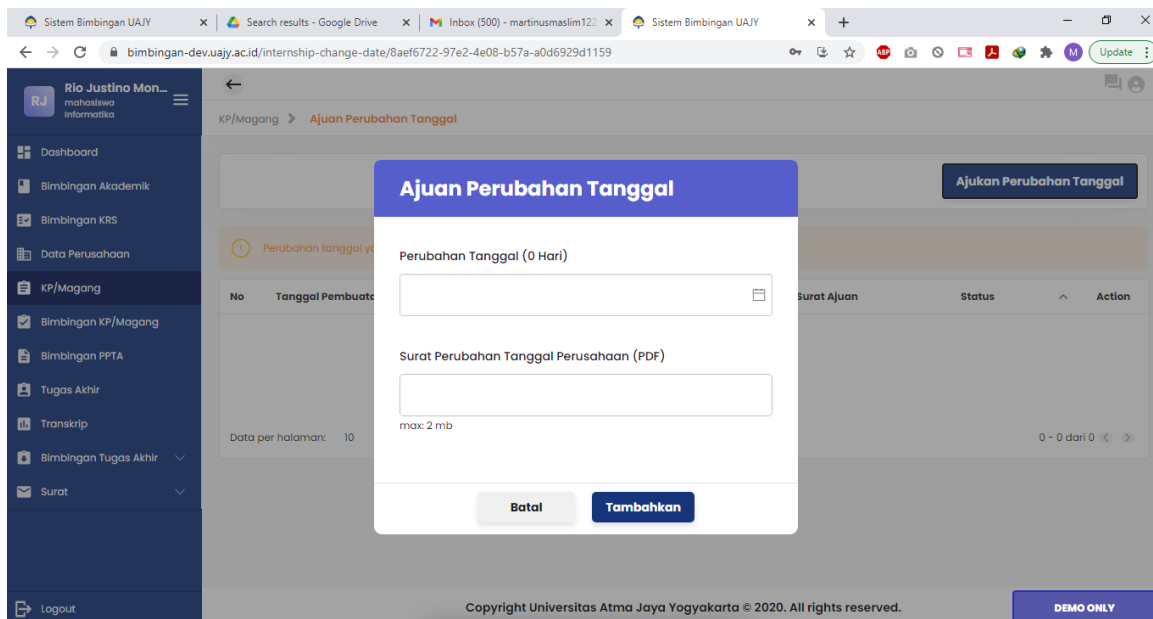 Sistem Bimbingan UAJY
Search results - Google Drive
Inbox (500) - martinusmaslim122
Sistem Bimbingan UAJY
bimbingan-dev.uajy.ac.id/internship-change-date/8aef6722-97e2-4e08-b57a-a0d6929d1159
ABP
M
Update
RJ
Rio Justino Mon...
mahasiswa
Informatika
Dashboard
Bimbingan Akademik
Bimbingan KRS
Data Perusahaan
KP/Magang
Bimbingan KP/Magang
Bimbingan PPTA
Tugas Akhir
Transkrip
Bimbingan Tugas Akhir
Surat
Logout
KP/Magang > Ajuan Perubahan Tanggal
Ajukan Perubahan Tanggal
Perubahan tanggal
No Tanggal Surat Ajuan Status Action
Data per halaman: 10 0 - 0 dari 0
Ajuan Perubahan Tanggal
Perubahan Tanggal (0 Hari)
Surat Perubahan Tanggal Perusahaan (PDF)
max: 2 mb
Batal Tambahkan
Copyright Universitas Atma Jaya Yogyakarta © 2020. All rights reserved.
DEMO ONLY